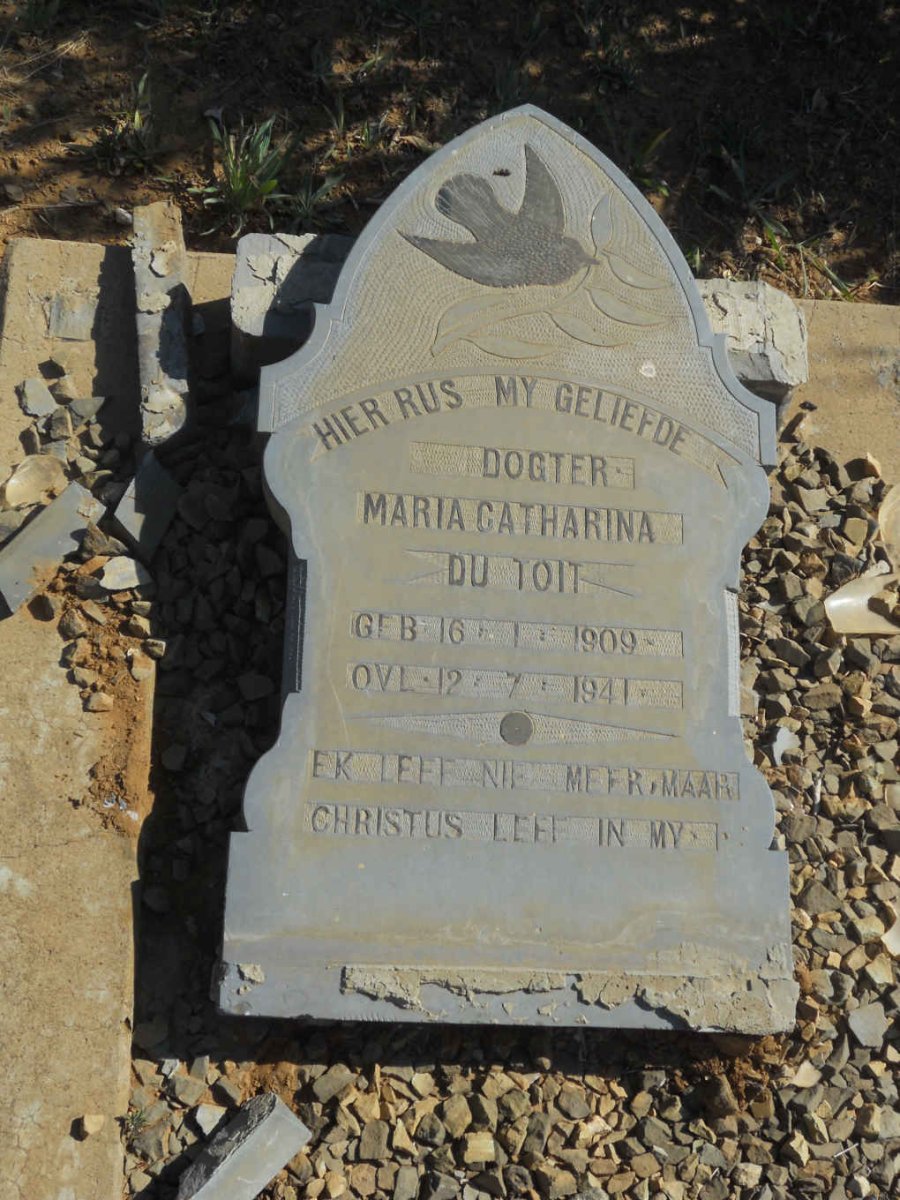 HIER RUS MY GELIEFDE
DOGTER.
MARIA CATHARINA
DU TOIT
GEB 16 · 1 · 1909 ·
OVL · 12 · 7 · 1941 ·
EK LEEF NIE MEER, MAAR
CHRISTUS LEEF IN MY ·